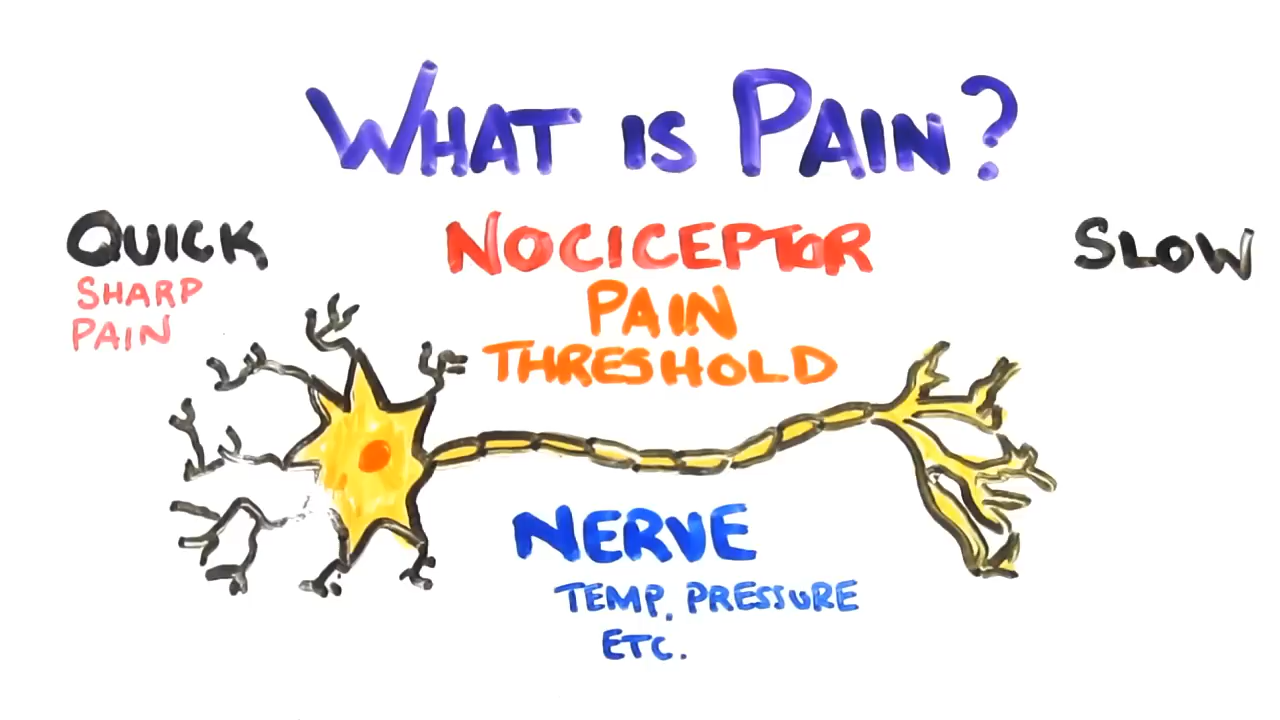 WHAT IS PAIN?
QUICK
SHARP
PAIN
NOCICEPTOR
PAIN
THRESHOLD
SLOW
NERVE
TEMP, PRESSURE
ETC.